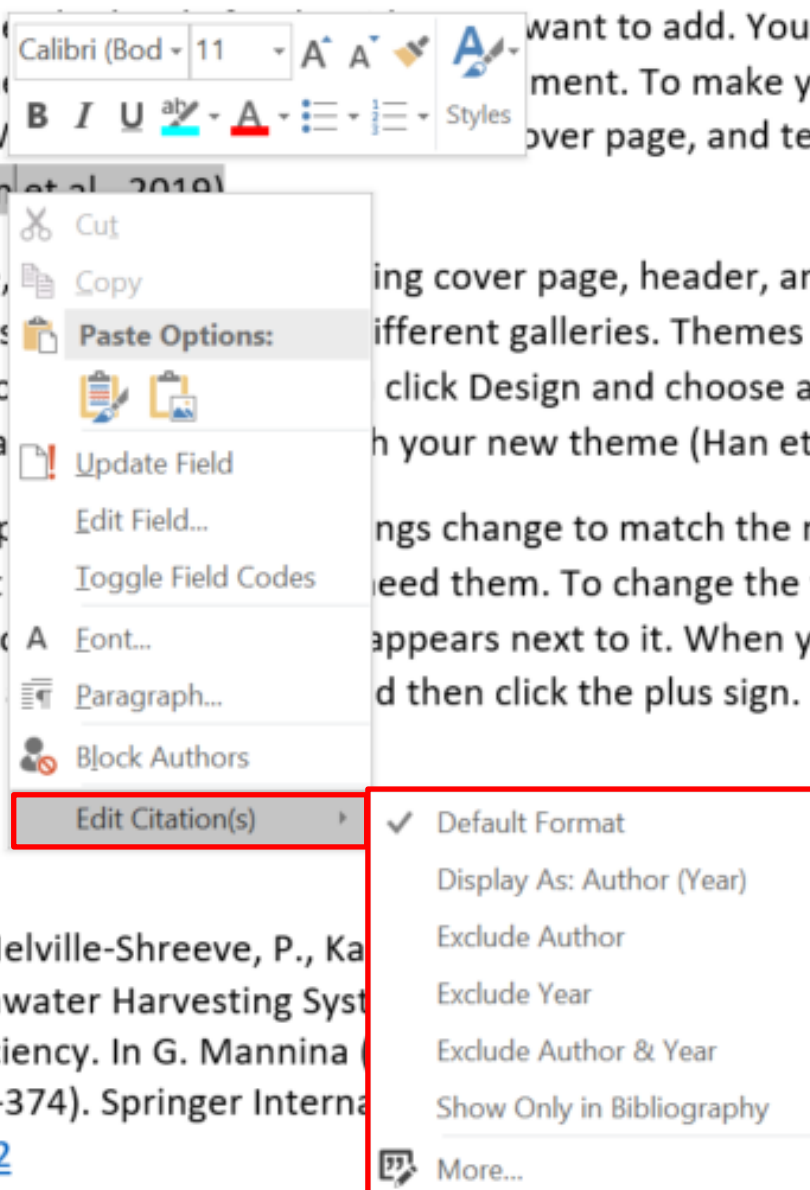 want to add. You
Calibri (Bod 11 A A
ment. To make y
B I U ab A Styles
over page, and te
et al., 2019)
Cut
Copy
ing cover page, header, ar
Paste Options:
ifferent galleries. Themes
click Design and choose a
h your new theme (Han et
Update Field
Edit Field...
ngs change to match the
Toggle Field Codes
eed them. To change the
A Font...
appears next to it. When y
Paragraph...
d then click the plus sign.
Block Authors
Edit Citation(s)
Default Format
Display As: Author (Year)
Exclude Author
Exclude Year
Exclude Author & Year
Show Only in Bibliography
More...
elville-Shreeve, P., Ka
water Harvesting Syst
iency. In G. Mannina (
-374). Springer Interna
2